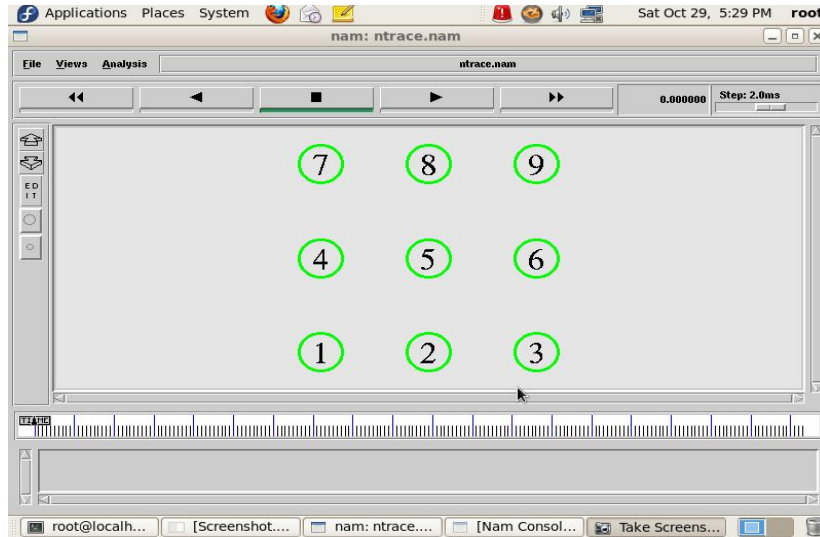 Applications Places System Sat Oct 29, 5:29 PM root
nam: ntrace.nam
File Views Analysis ntrace.nam
0.000000 Step: 2.0ms
E D
I T
7 8 9
4 5 6
1 2 3
TIME
root@localh... [Screenshot.... nam: ntrace.... [Nam Consol... Take Screens...